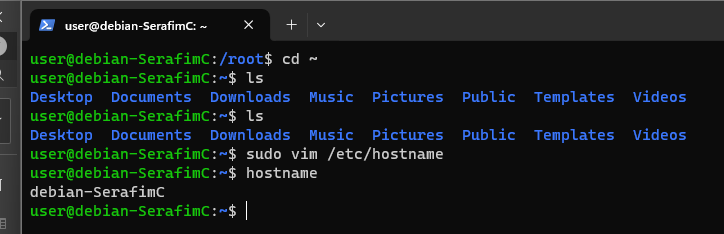 user@debian-SerafimC: ~
user@debian-SerafimC:/root$ cd ~
user@debian-SerafimC:~$ ls
Desktop  Documents  Downloads  Music  Pictures  Public  Templates  Videos
user@debian-SerafimC:~$ ls
Desktop  Documents  Downloads  Music  Pictures  Public  Templates  Videos
user@debian-SerafimC:~$ sudo vim /etc/hostname
user@debian-SerafimC:~$ hostname
debian-SerafimC
user@debian-SerafimC:~$